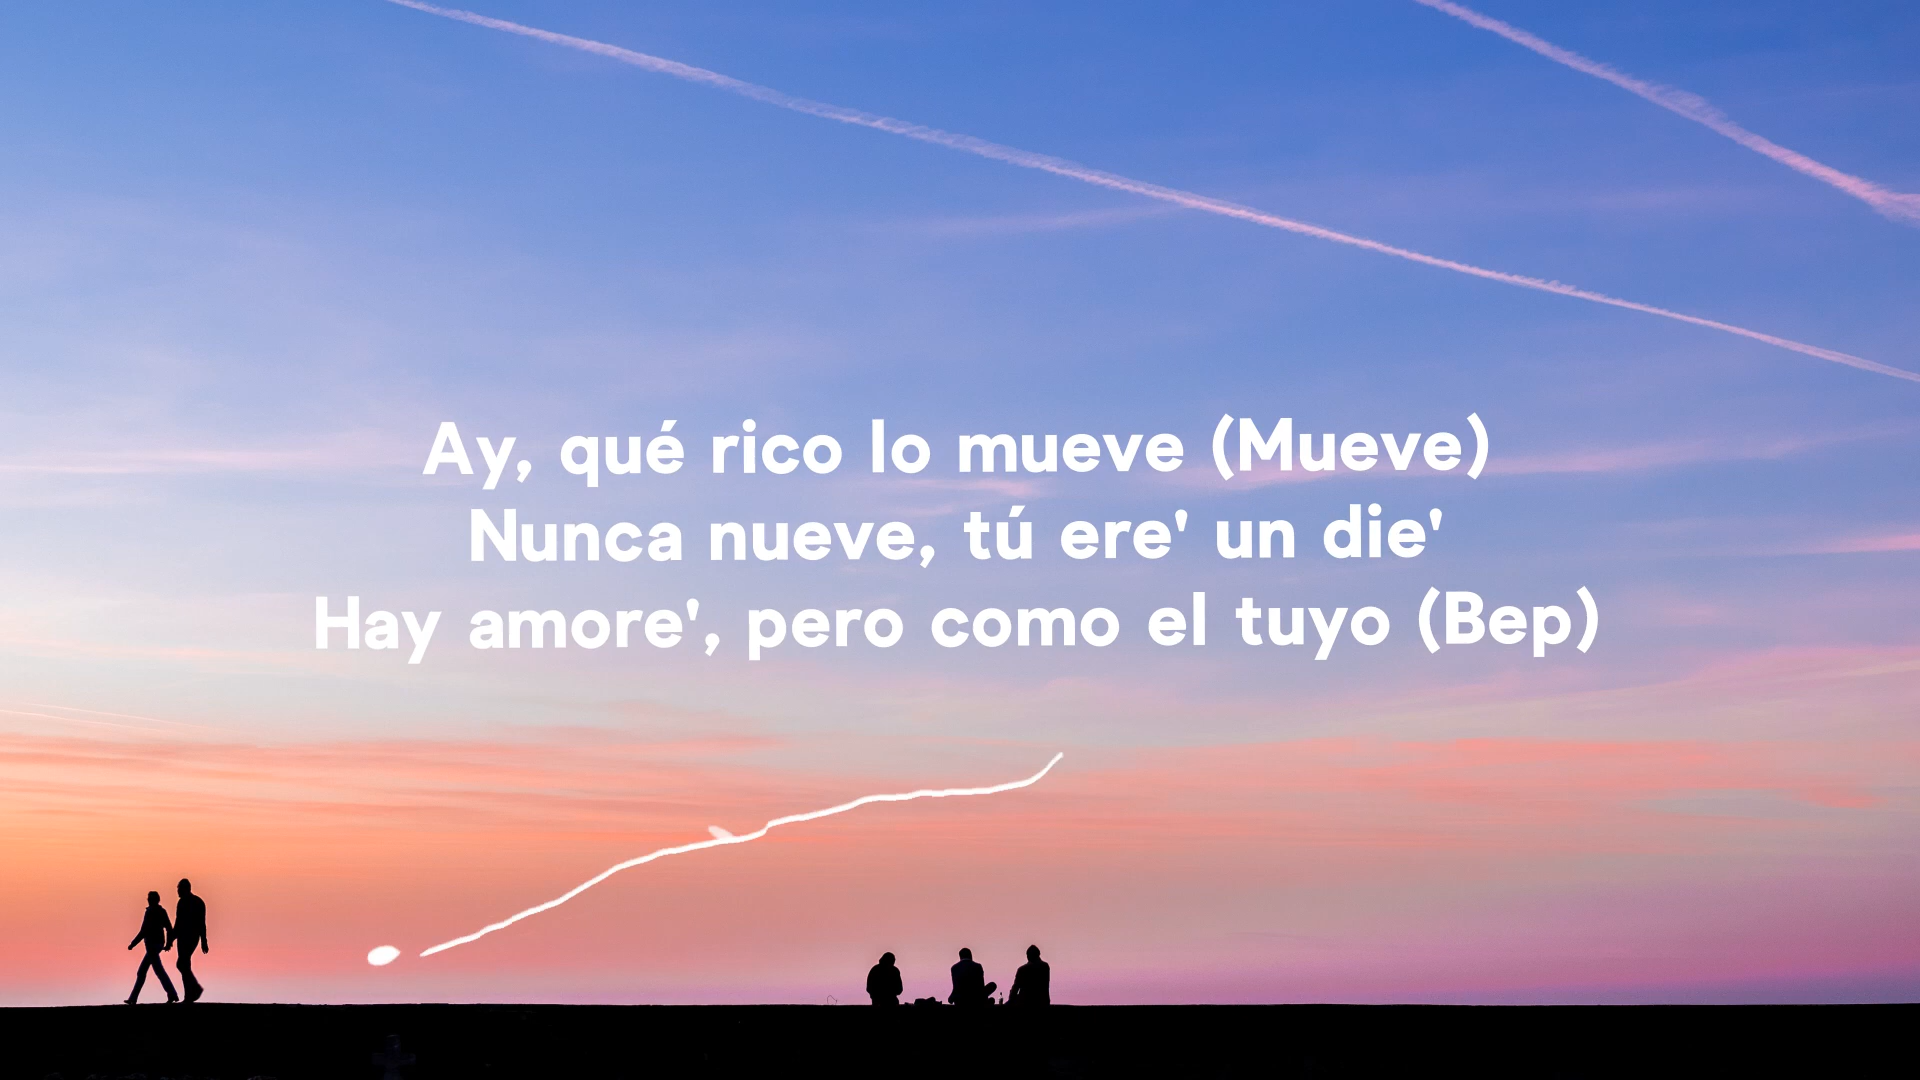 Ay, qué rico lo mueve (Mueve)
Nunca nueve, tú ere' un die'
Hay amore', pero como el tuyo (Bep)